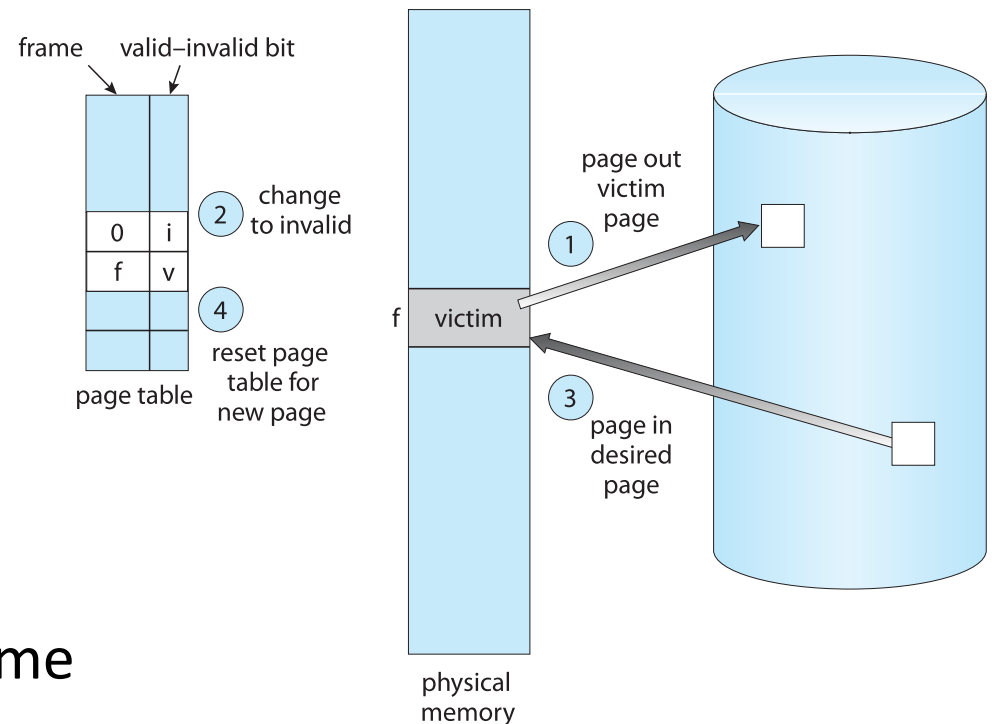 frame
valid–invalid bit
0 i
f v
page table
2
change
to invalid
4
reset page
table for
new page
f
victim
physical
memory
1
page out
victim
page
3
page in
desired
page
me